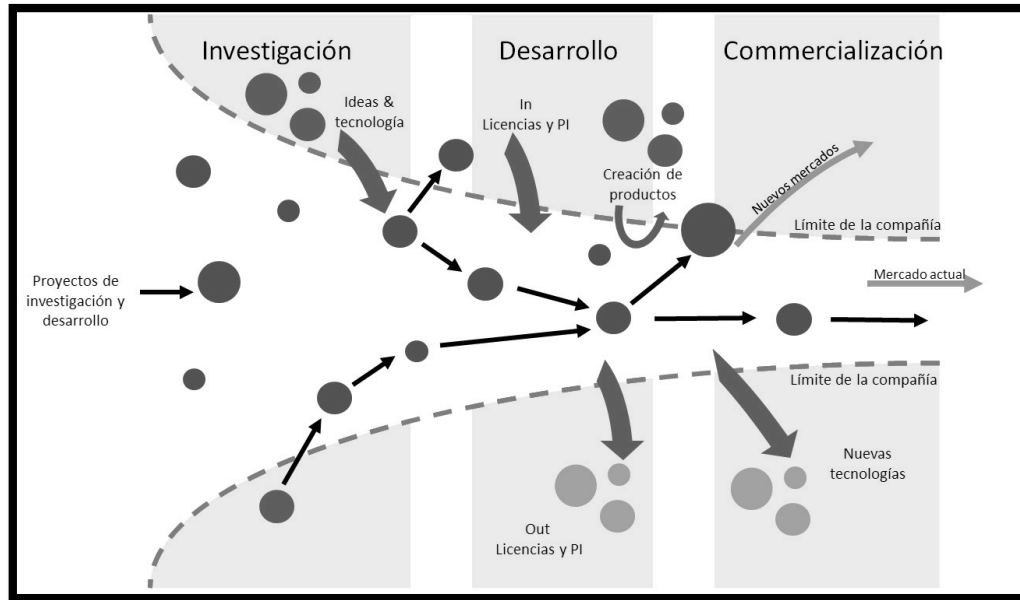 Investigación
Desarrollo
Commercialización
Ideas &
tecnología
In
Licencias y PI
Creación de
productos
Nuevos mercados
Límite de la compañía
Proyectos de
investigación y
desarrollo
Mercado actual
Límite de la compañía
Nuevas
tecnologías
Out
Licencias y PI